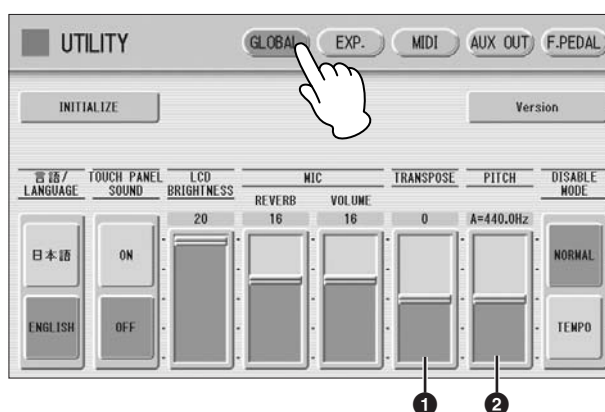 UTILITY GLOBAL EXP. MIDI AUX OUT F.PEDAL
INITIALIZE Version
言語/ TOUCH PANEL LCD MIC TRANSPOSE PITCH DISABLE
LANGUAGE SOUND BRIGHTNESS REVERB VOLUME MODE
20 16 16 0 A=440.0Hz
日本語 ON NORMAL
ENGLISH OFF TEMPO
1 2